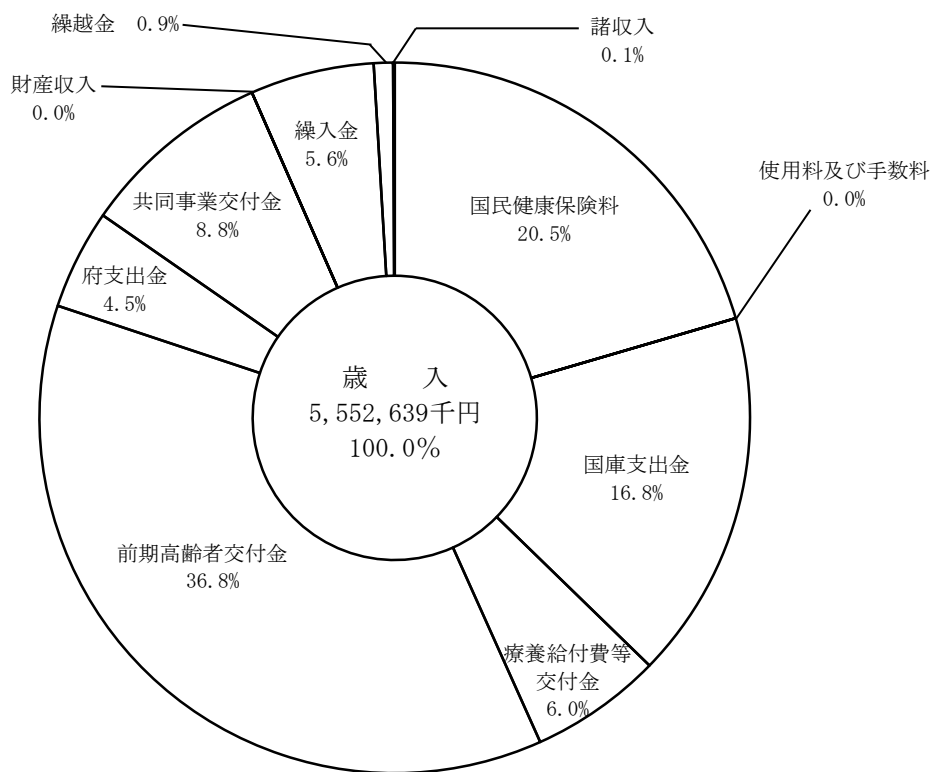 繰越金 0.9%
諸収入
0.1%
財産収入
0.0%
繰入金
5.6%
使用料及び手数料
0.0%
共同事業交付金
8.8%
国民健康保険料
20.5%
府支出金
4.5%
歳 入
5,552,639千円
100.0%
国庫支出金
16.8%
前期高齢者交付金
36.8%
療養給付費等
交付金
6.0%